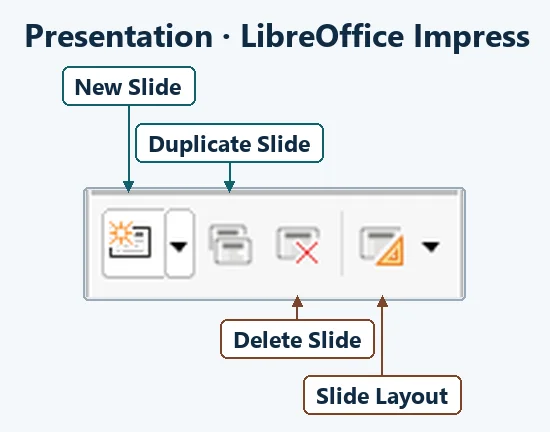 Presentation · LibreOffice Impress
New Slide
Duplicate Slide
Delete Slide
Slide Layout